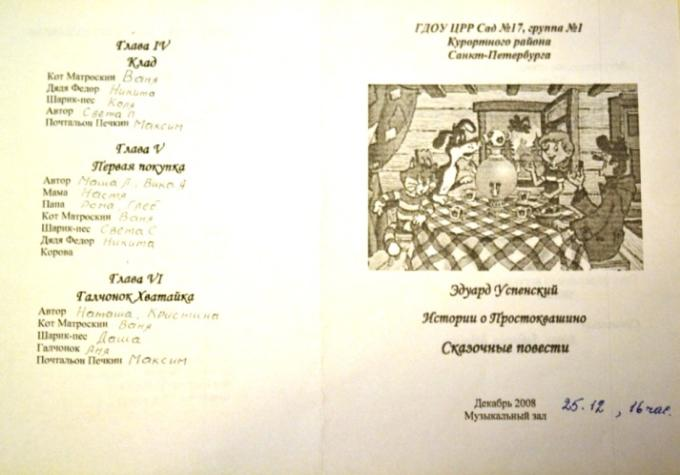 Глава IV
Клад
Кот Матроскин Ваня
Дядя Федор Никита
Шарик-пес Коля
Автор Света П
Почтальон Печкин Максим
Глава V
Первая покупка
Автор Маша Л, Вика А
Мама Настя
Папа Рома, Глеб
Кот Матроскин Ваня
Шарик-пес Света С
Дядя Федор Никита
Корова
Глава VI
Галчонок Хватайка
Автор Наташа, Кристина
Кот Матроскин Ваня
Шарик-пес Даша
Галчонок Аня
Почтальон Печкин Максим
ГДОУ ЦРР Сад №17, группа №1
Курортного района
Санкт-Петербурга
Эдуард Успенский
Истории о Простоквашино
Сказочные повести
Декабрь 2008
Музыкальный зал 25.12, 16 час.